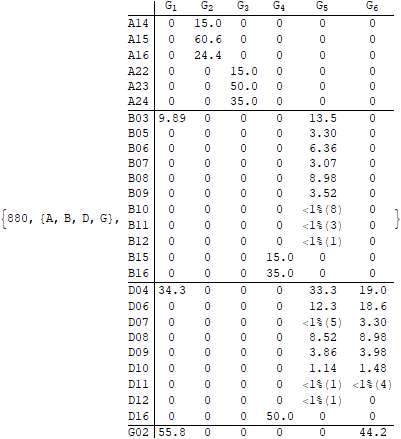 G1 G2 G3 G4 G5 G6
A14 0 15.0 0 0 0 0
A15 0 60.6 0 0 0 0
A16 0 24.4 0 0 0 0
A22 0 0 15.0 0 0 0
A23 0 0 50.0 0 0 0
A24 0 0 35.0 0 0 0
B03 9.89 0 0 0 13.5 0
B05 0 0 0 0 3.30 0
B06 0 0 0 0 6.36 0
B07 0 0 0 0 3.07 0
B08 0 0 0 0 8.98 0
B09 0 0 0 0 3.52 0
{880, {A, B, D, G}, B10 0 0 0 0 <1%(8) 0 }
B11 0 0 0 0 <1%(3) 0
B12 0 0 0 0 <1%(1) 0
B15 0 0 0 15.0 0 0
B16 0 0 0 35.0 0 0
D04 34.3 0 0 0 33.3 19.0
D06 0 0 0 0 12.3 18.6
D07 0 0 0 0 <1%(5) 3.30
D08 0 0 0 0 8.52 8.98
D09 0 0 0 0 3.86 3.98
D10 0 0 0 0 1.14 1.48
D11 0 0 0 0 <1%(1) <1%(4)
D12 0 0 0 0 <1%(1) 0
D16 0 0 0 50.0 0 0
G02 55.8 0 0 0 0 44.2